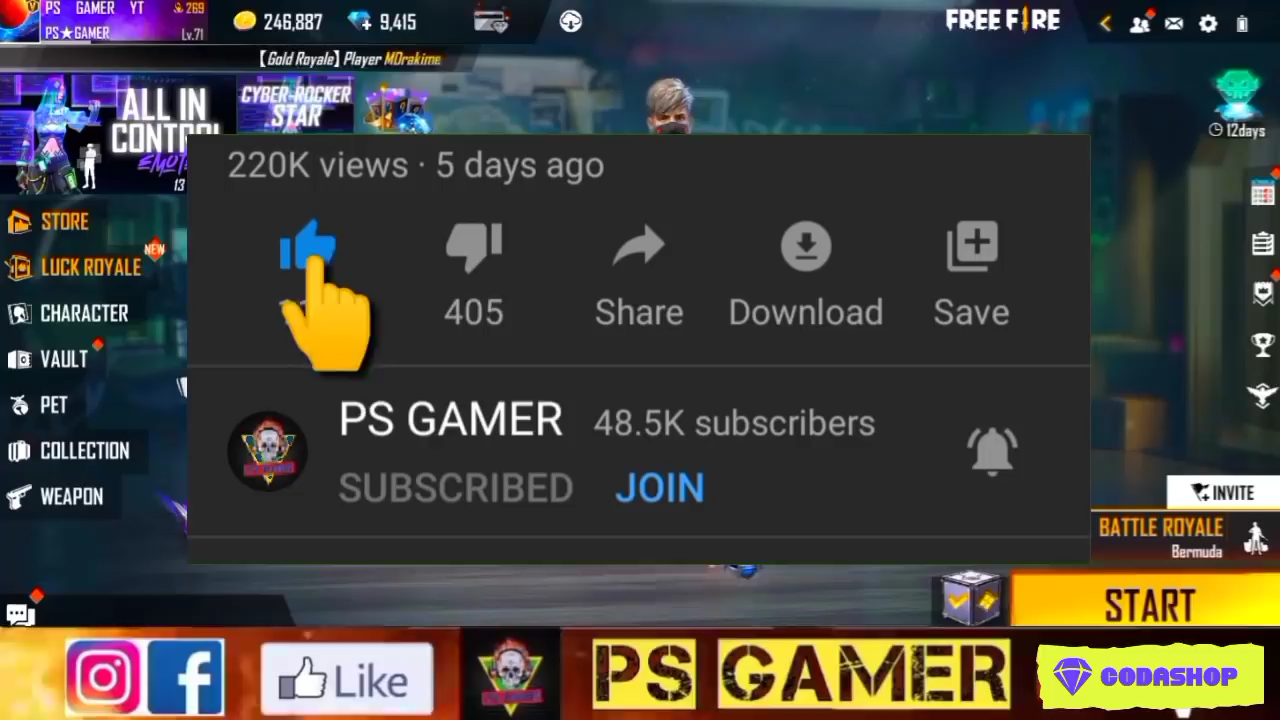 PS GAMER YT
269
PS★GAMER
Lv.71
246,887
9,415
FREE FIRE
【Gold Royale】 Player M0rakime
ALL IN
CONTROL
EMOT
13
CYBER-ROCKER
STAR
12days
STORE
NEW
LUCK ROYALE
CHARACTER
VAULT
PET
COLLECTION
WEAPON
220K views · 5 days ago
405
Share
Download
Save
PS GAMER
48.5K subscribers
SUBSCRIBED
JOIN
INVITE
BATTLE ROYALE
Bermuda
START
Like
PS GAMER
CODASHOP